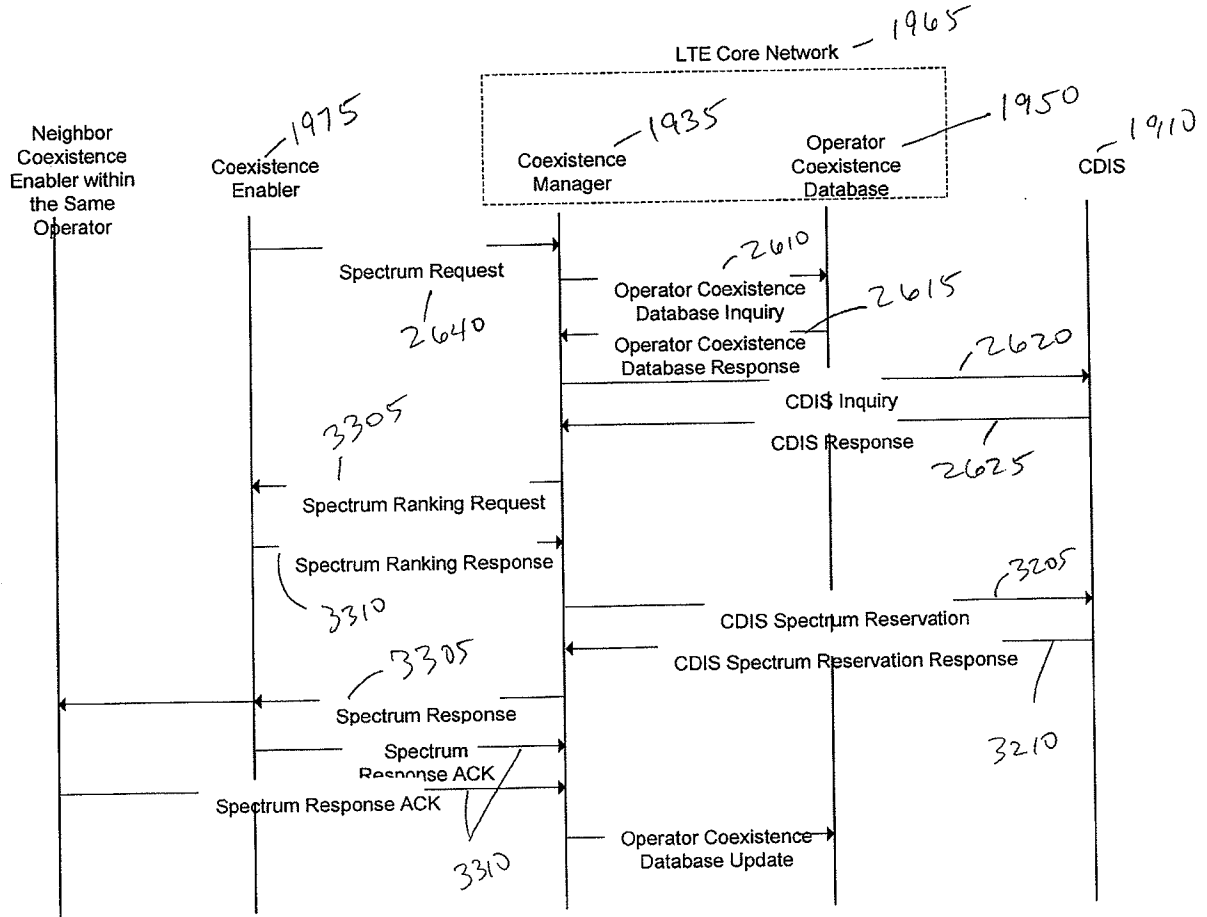 LTE Core Network
1965
Neighbor
Coexistence
Enabler within
the Same
Operator
1975
Coexistence
Enabler
1935
Coexistence
Manager
1950
Operator
Coexistence
Database
1910
CDIS
Spectrum Request
2640
2610
Operator Coexistence
Database Inquiry
2615
Operator Coexistence
Database Response
2620
CDIS Inquiry
CDIS Response
2625
3305
Spectrum Ranking Request
Spectrum Ranking Response
3310
3205
CDIS Spectrum Reservation
CDIS Spectrum Reservation Response
3210
3305
Spectrum Response
Spectrum
Response ACK
Spectrum Response ACK
3310
Operator Coexistence
Database Update